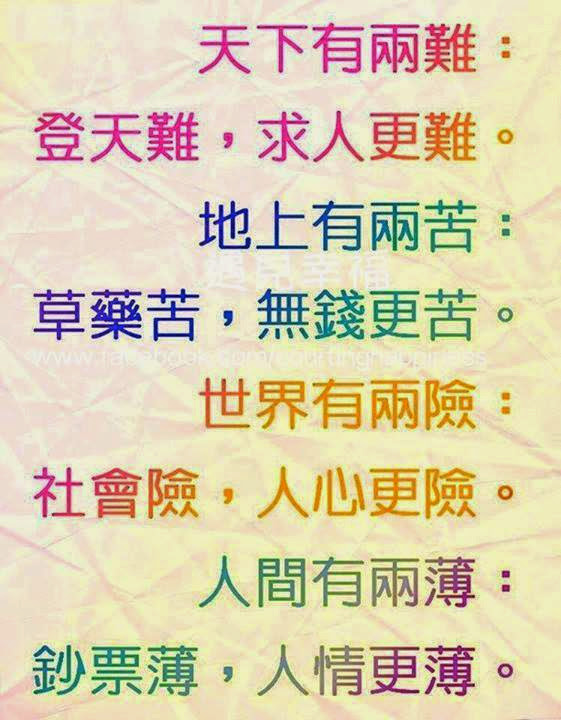 天下有兩難：
登天難，求人更難。
地上有兩苦：
遇見幸福
草藥苦，無錢更苦。
www.facebook.com/courtinghappiness
世界有兩險：
社會險，人心更險。
人間有兩薄：
鈔票薄，人情更薄。